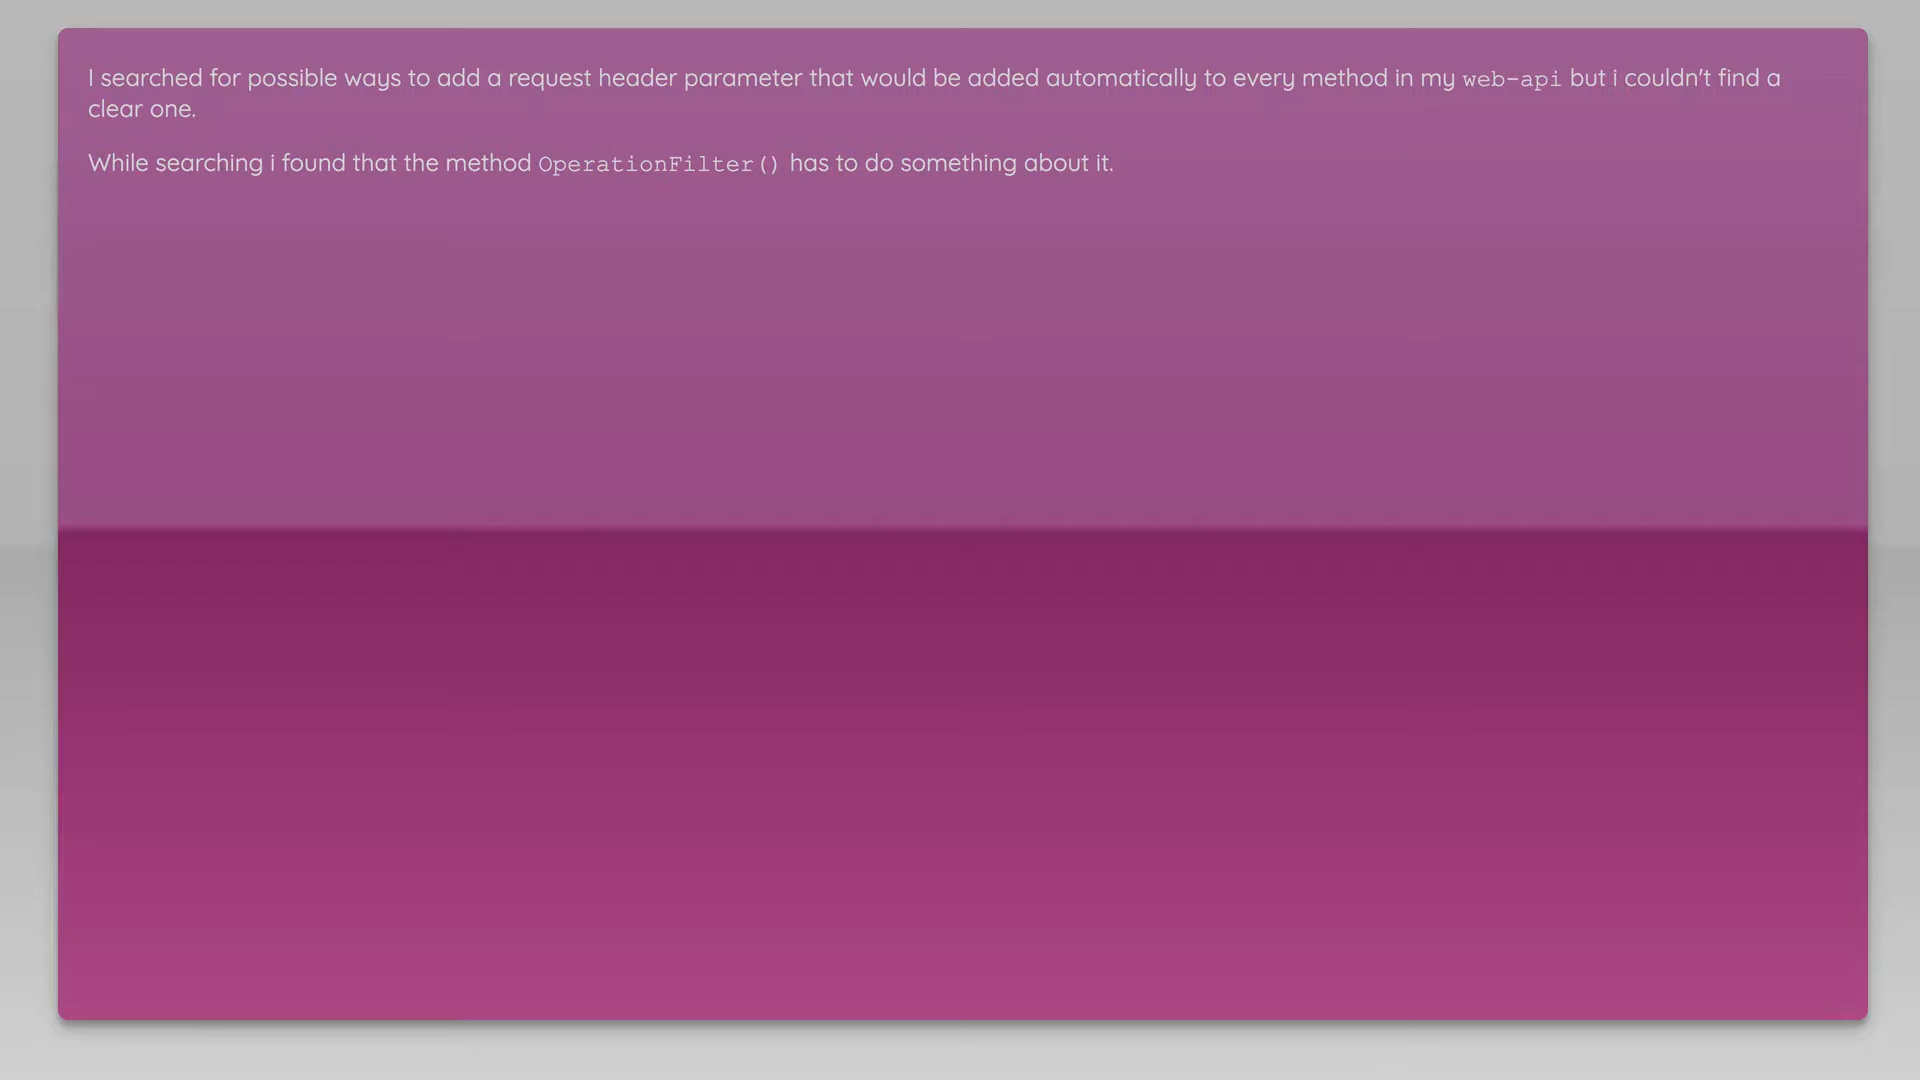 I searched for possible ways to add a request header parameter that would be added automatically to every method in my web-api but i couldn't find a
clear one.
While searching i found that the method OperationFilter() has to do something about it.